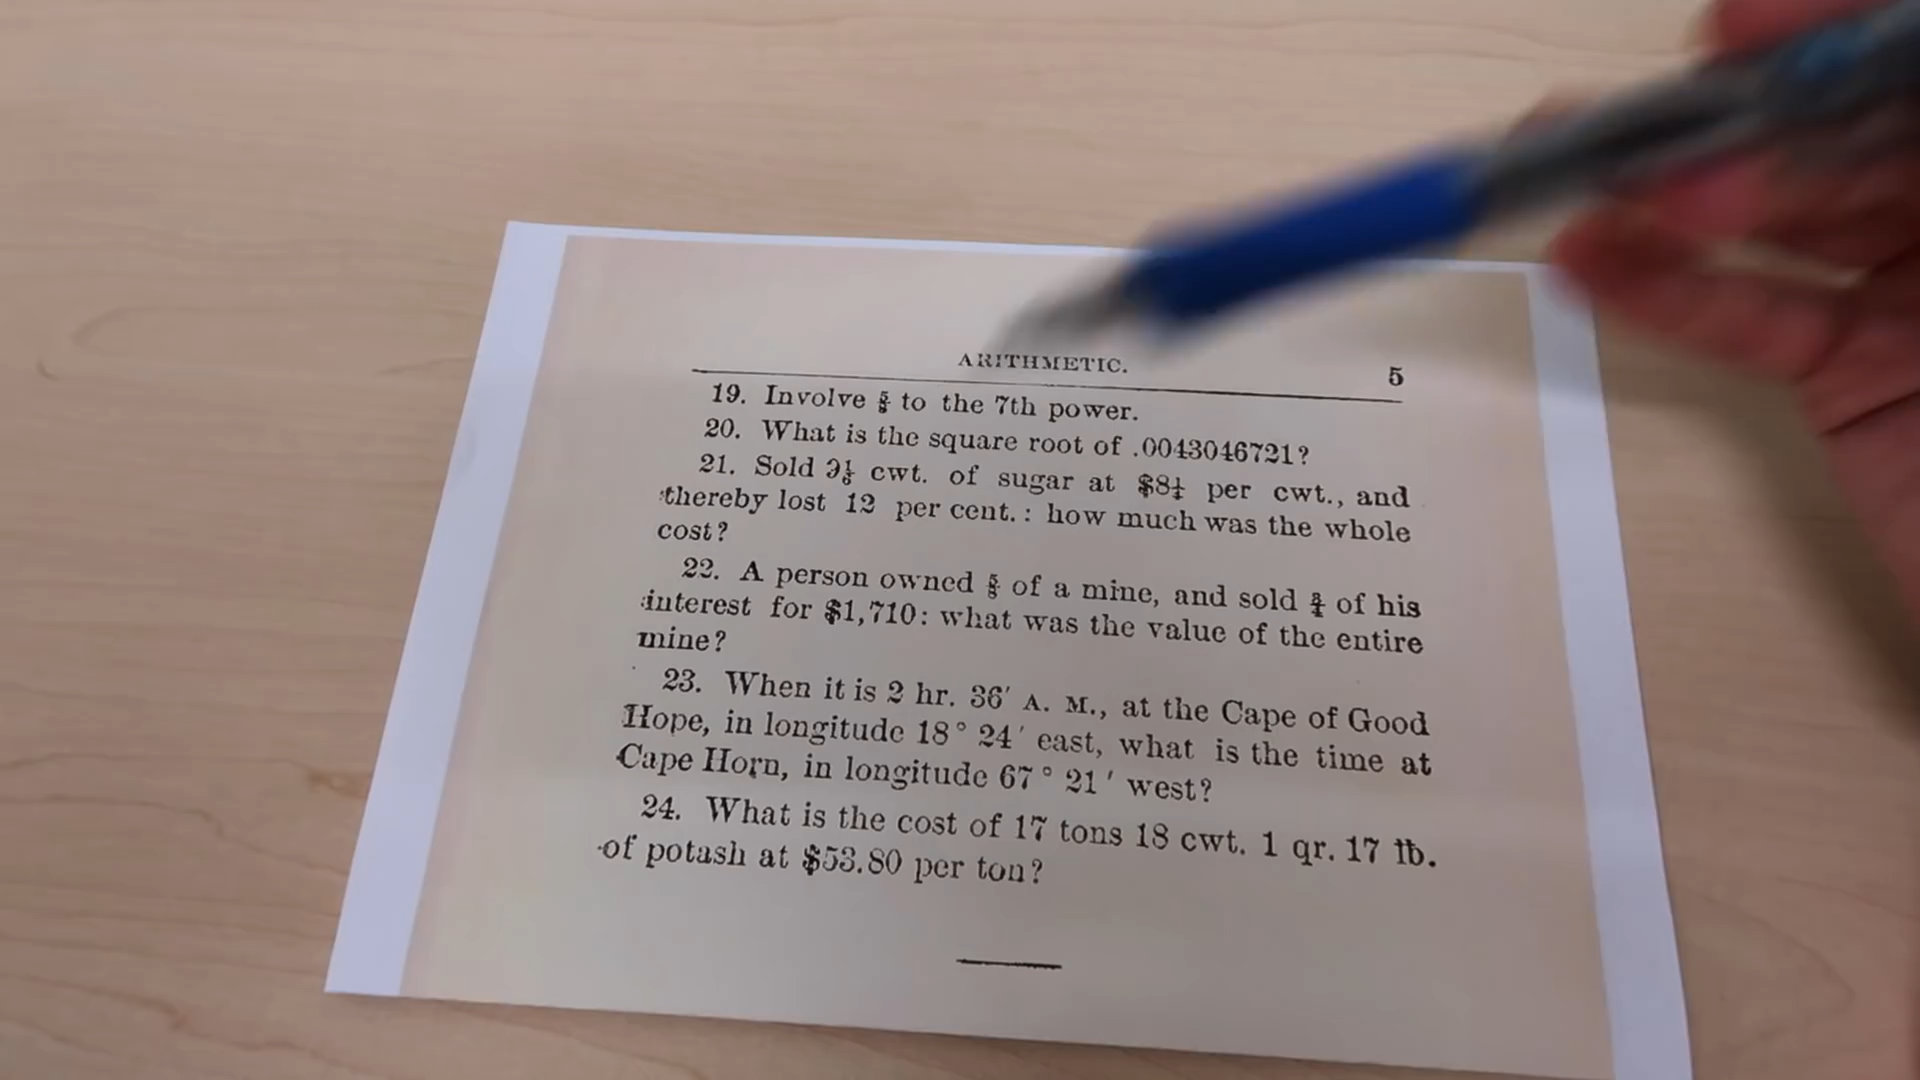 ARITHMETIC. 5
19. Involve ⅝ to the 7th power.
20. What is the square root of .0043046721?
21. Sold 9⅙ cwt. of sugar at $8¼ per cwt., and
thereby lost 12 per cent. : how much was the whole
cost?
22. A person owned ⅝ of a mine, and sold ¾ of his
interest for $1,710: what was the value of the entire
mine?
23. When it is 2 hr. 36′ A. M., at the Cape of Good
Hope, in longitude 18° 24′ east, what is the time at
Cape Horn, in longitude 67° 21′ west?
24. What is the cost of 17 tons 18 cwt. 1 qr. 17 lb.
of potash at $53.80 per ton?